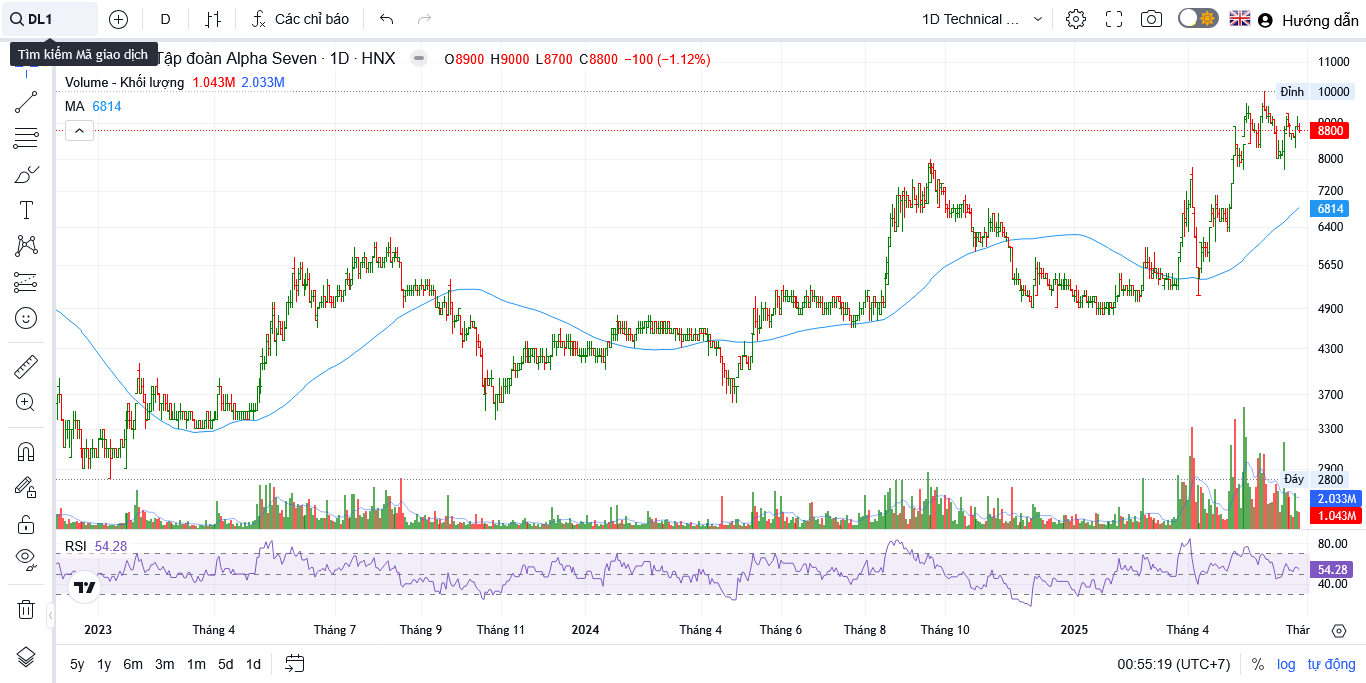 DL1 D Các chỉ báo 1D Technical ... Hướng dẫn
Tìm kiếm Mã giao dịch
Tập đoàn Alpha Seven · 1D · HNX O8900 H9000 L8700 C8800 −100 (−1.12%)
Volume - Khối lượng 1.043M 2.033M
MA 6814
11000
Đỉnh 10000
9000
8800
8000
7200
6814
6400
5650
4900
4300
3700
3300
2900
Đáy 2800
2.033M
1.043M
RSI 54.28
80.00
54.28
40.00
2023 Tháng 4 Tháng 7 Tháng 9 Tháng 11 2024 Tháng 4 Tháng 6 Tháng 8 Tháng 10 2025 Tháng 4 Thár
5y 1y 6m 3m 1m 5d 1d 00:55:19 (UTC+7) % log tự động